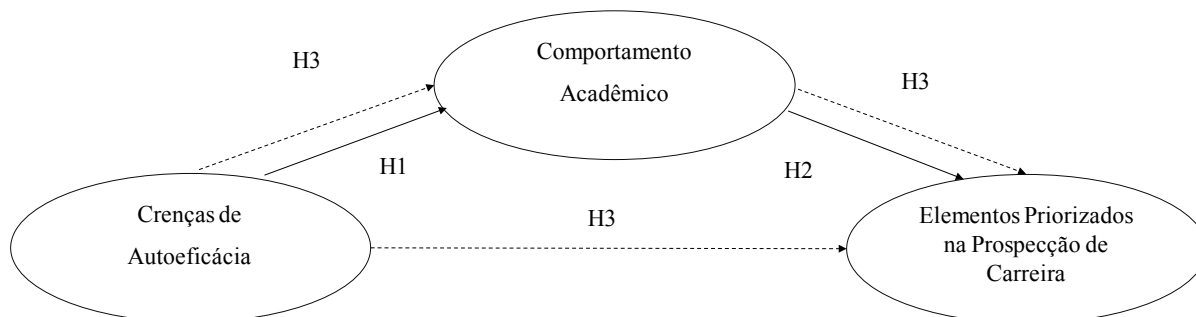 Comportamento
Acadêmico
H3
H3
H1
H2
Crenças de
Autoeficácia
H3
Elementos Priorizados
na Prospecção de
Carreira